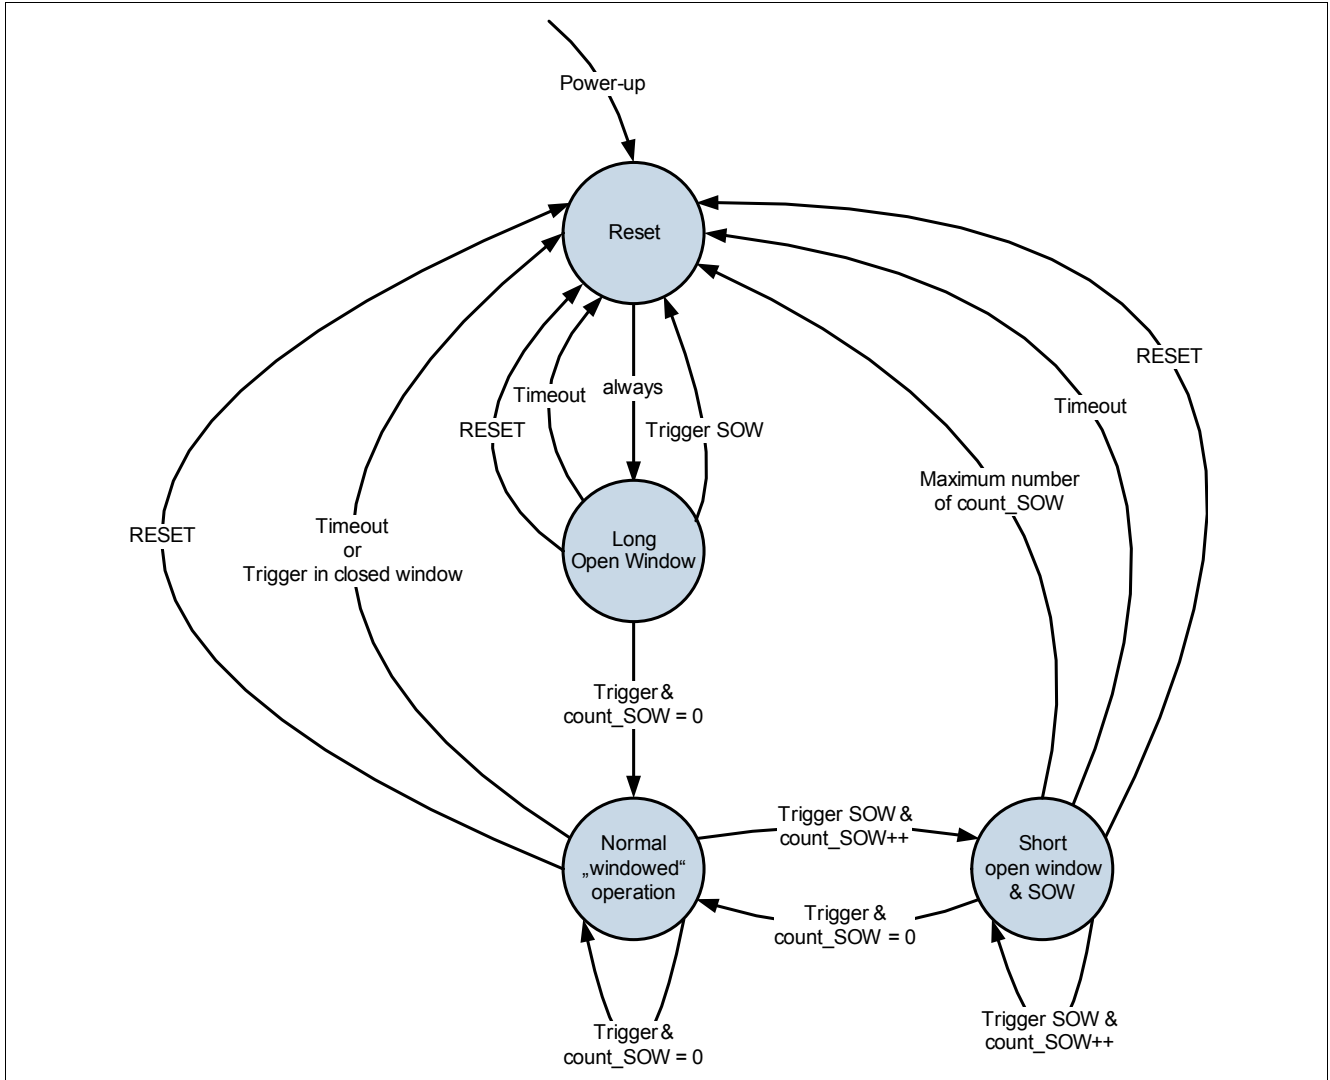 Power-up
Reset
RESET
Timeout
always
Timeout
RESET
Trigger SOW
Maximum number
of count_SOW
RESET
Timeout
or
Trigger in closed window
Long
Open Window
Trigger &
count_SOW = 0
Trigger SOW &
count_SOW++
Normal
„windowed“
operation
Short
open window
& SOW
Trigger &
count_SOW = 0
Trigger SOW &
count_SOW++
Trigger &
count_SOW = 0